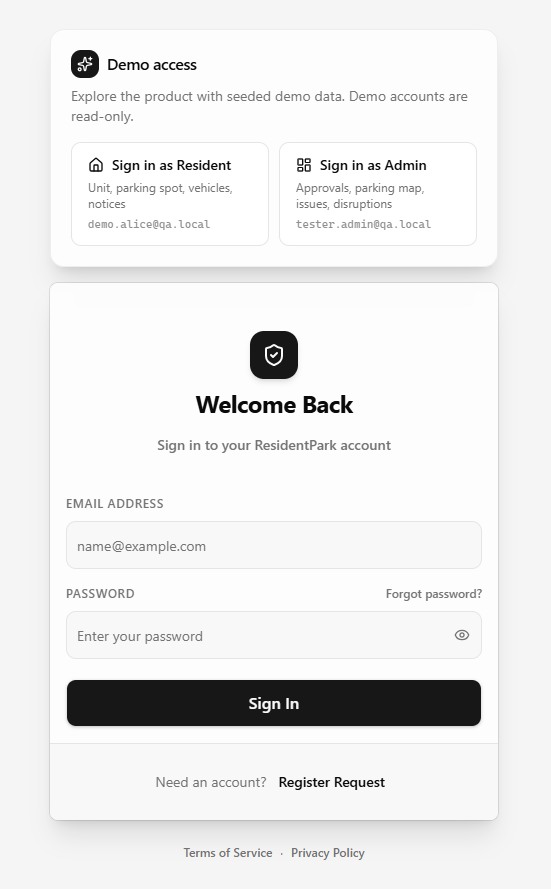 Demo access
Explore the product with seeded demo data. Demo accounts are
read-only.
Sign in as Resident
Unit, parking spot, vehicles,
notices
demo.alice@qa.local
Sign in as Admin
Approvals, parking map,
issues, disruptions
tester.admin@qa.local
Welcome Back
Sign in to your ResidentPark account
EMAIL ADDRESS
name@example.com
PASSWORD
Forgot password?
Enter your password
Sign In
Need an account? Register Request
Terms of Service · Privacy Policy